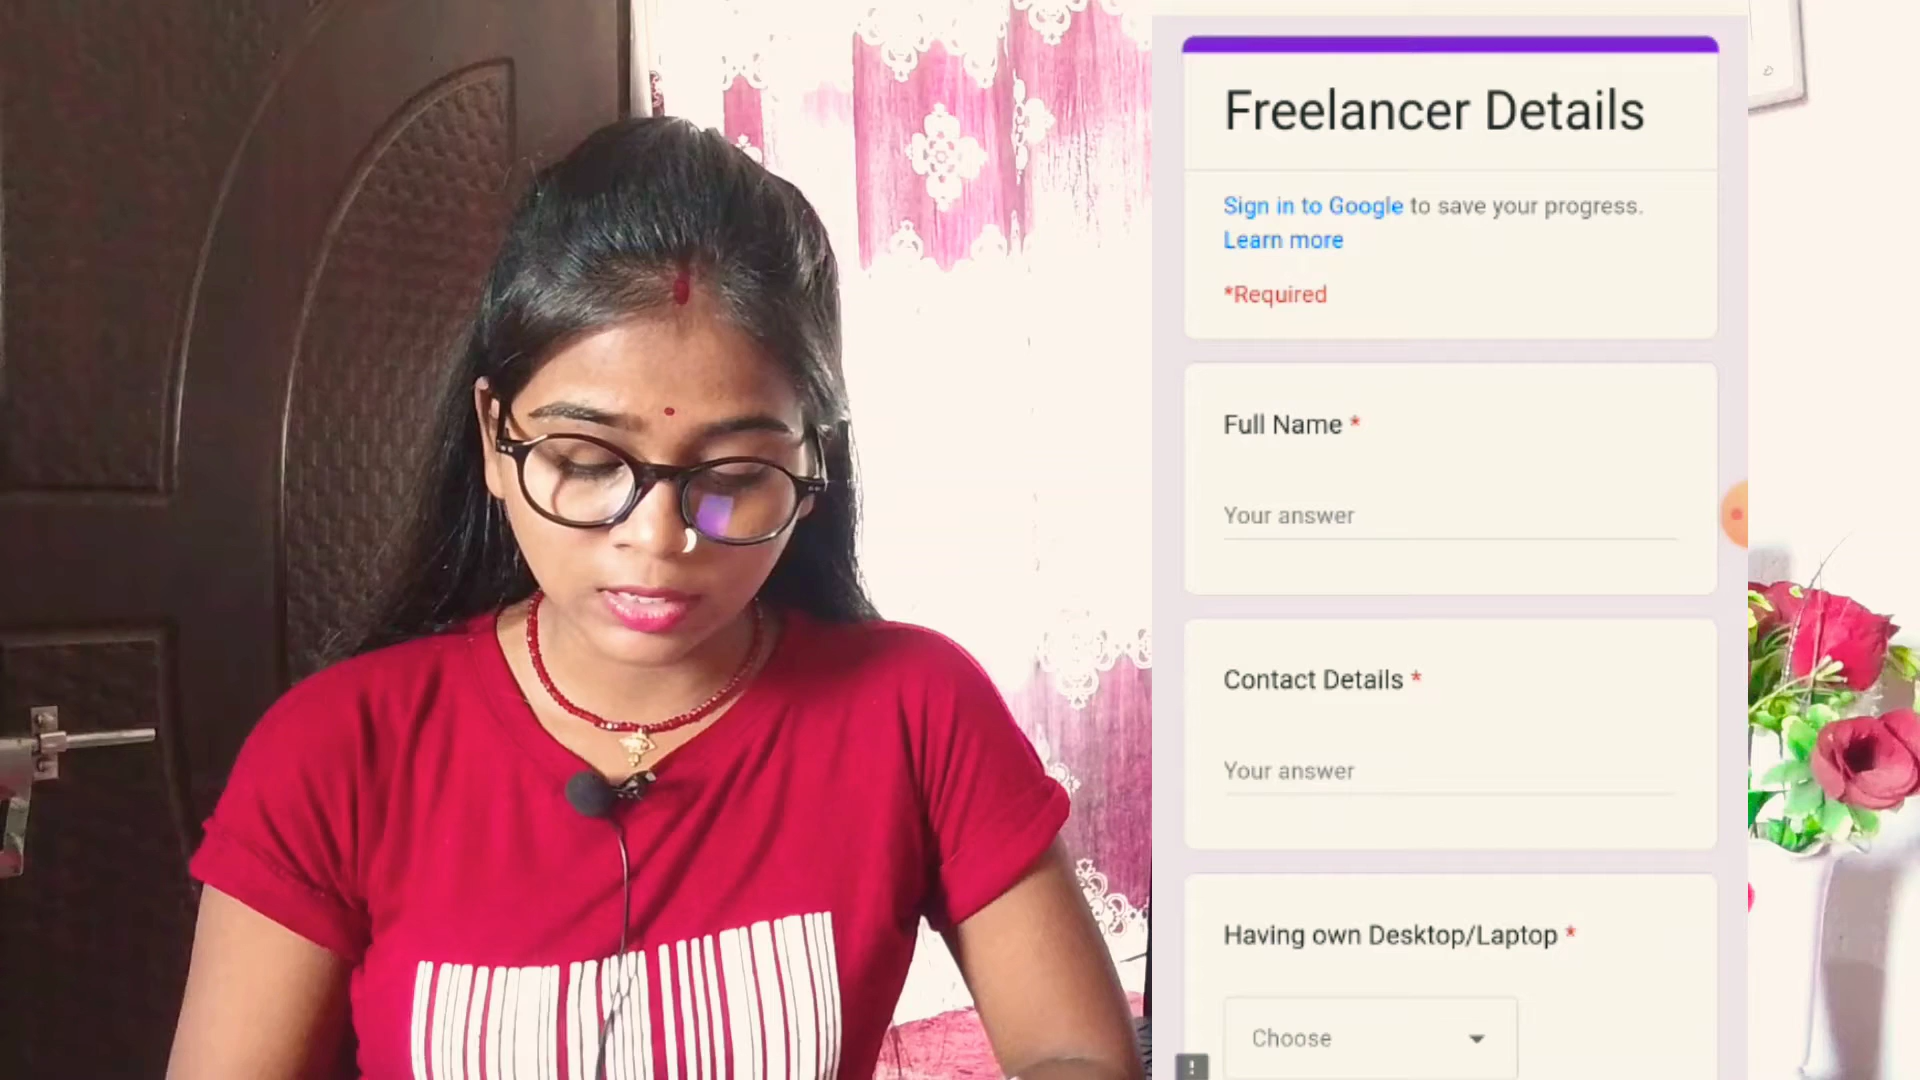 Freelancer Details
Sign in to Google to save your progress.
Learn more
*Required
Full Name *
Your answer
Contact Details *
Your answer
Having own Desktop/Laptop *
Choose
!